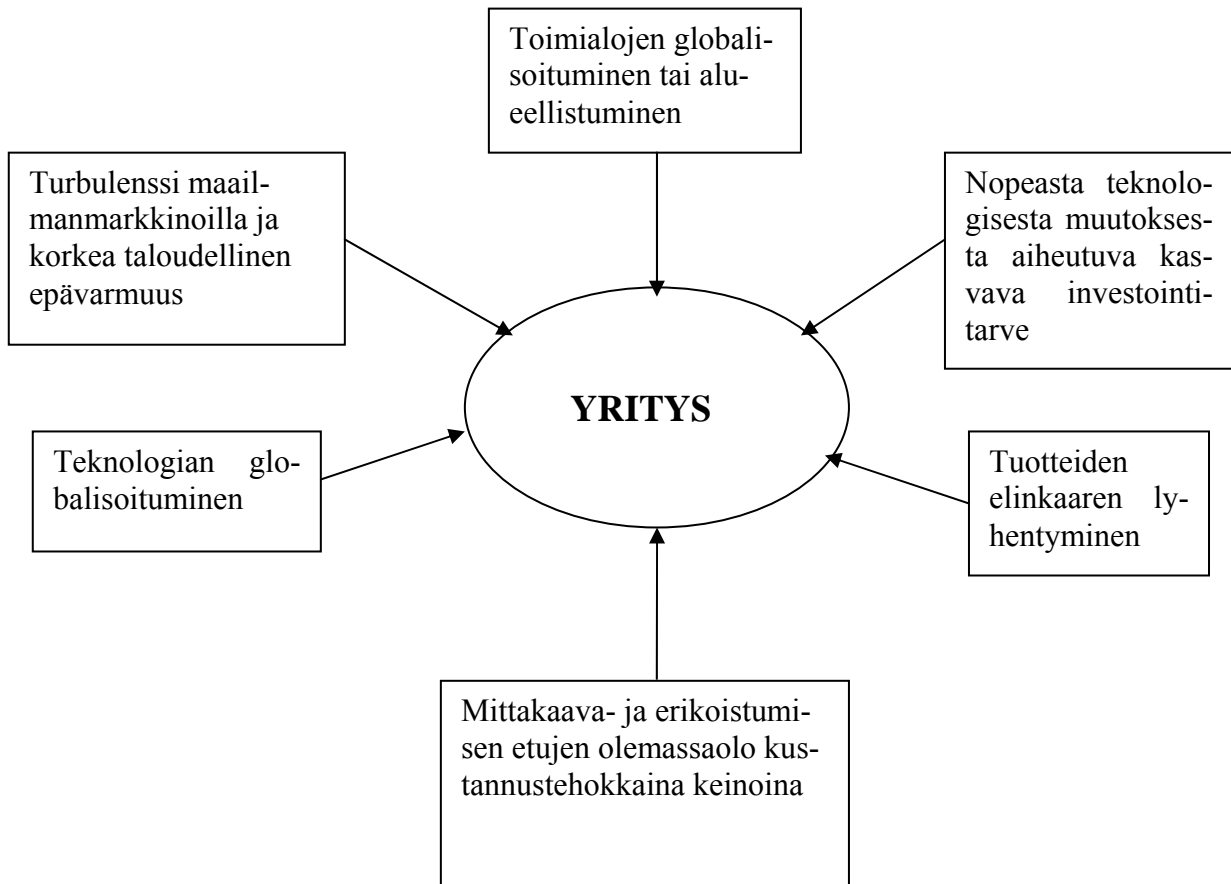 Toimialojen globali-
soituminen tai alu-
eellistuminen
Turbulenssi maail-
manmarkkinoilla ja
korkea taloudellinen
epävarmuus
Nopeasta teknolo-
gisesta muutokses-
ta aiheutuva kas-
vava investointi-
tarve
YRITYS
Teknologian glo-
balisoituminen
Tuotteiden
elinkaaren ly-
hentyminen
Mittakaava- ja erikoistumi-
sen etujen olemassaolo kus-
tannustehokkaina keinoina